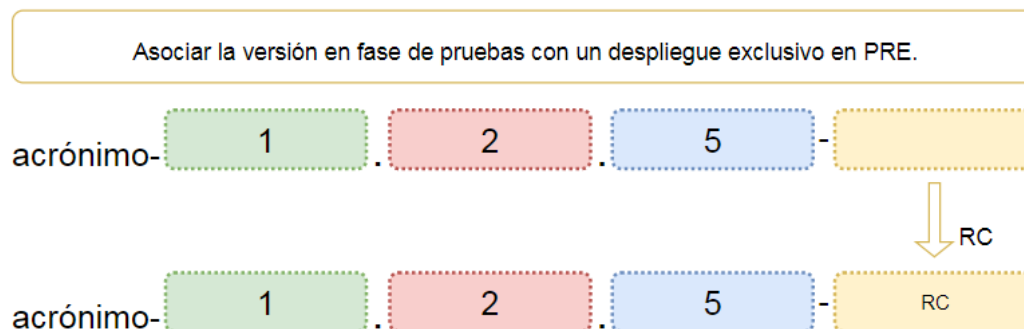 Asociar la versión en fase de pruebas con un despliegue exclusivo en PRE.
acrónimo- 1 . 2 . 5 -
RC
acrónimo- 1 . 2 . 5 - RC